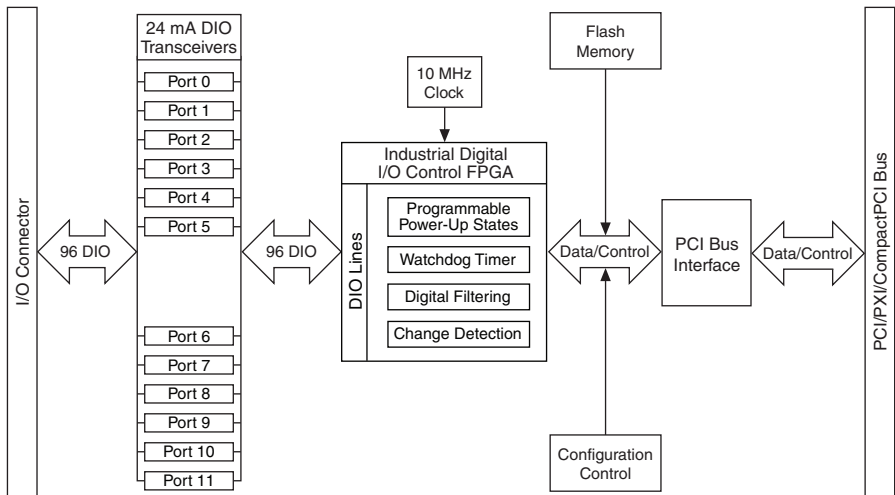 I/O Connector
96 DIO
24 mA DIO
Transceivers
Port 0
Port 1
Port 2
Port 3
Port 4
Port 5
Port 6
Port 7
Port 8
Port 9
Port 10
Port 11
96 DIO
10 MHz
Clock
Industrial Digital
I/O Control FPGA
DIO Lines
Programmable
Power-Up States
Watchdog Timer
Digital Filtering
Change Detection
Flash
Memory
Data/Control
Configuration
Control
PCI Bus
Interface
Data/Control
PCI/PXI/CompactPCI Bus